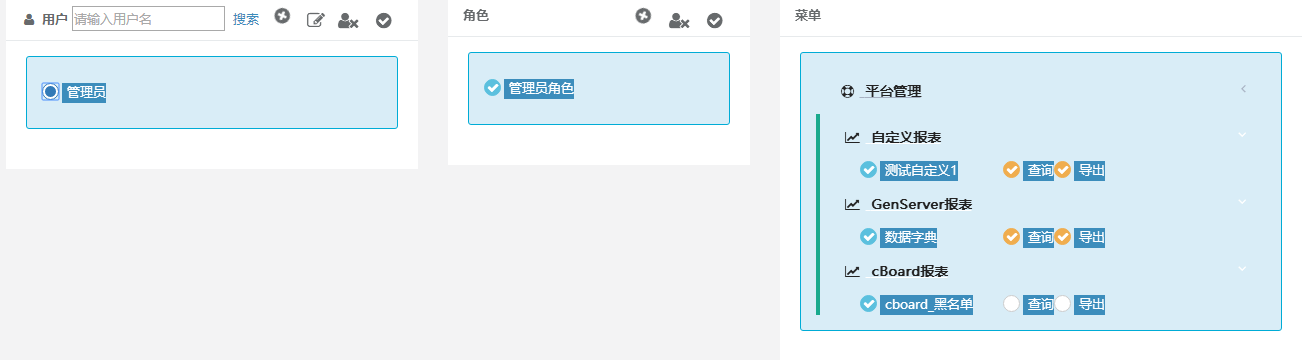 用户 请输入用户名 搜索
管理员
角色
管理员角色
菜单
平台管理
自定义报表
测试自定义1 查询 导出
GenServer报表
数据字典 查询 导出
cBoard报表
cboard_黑名单 查询 导出